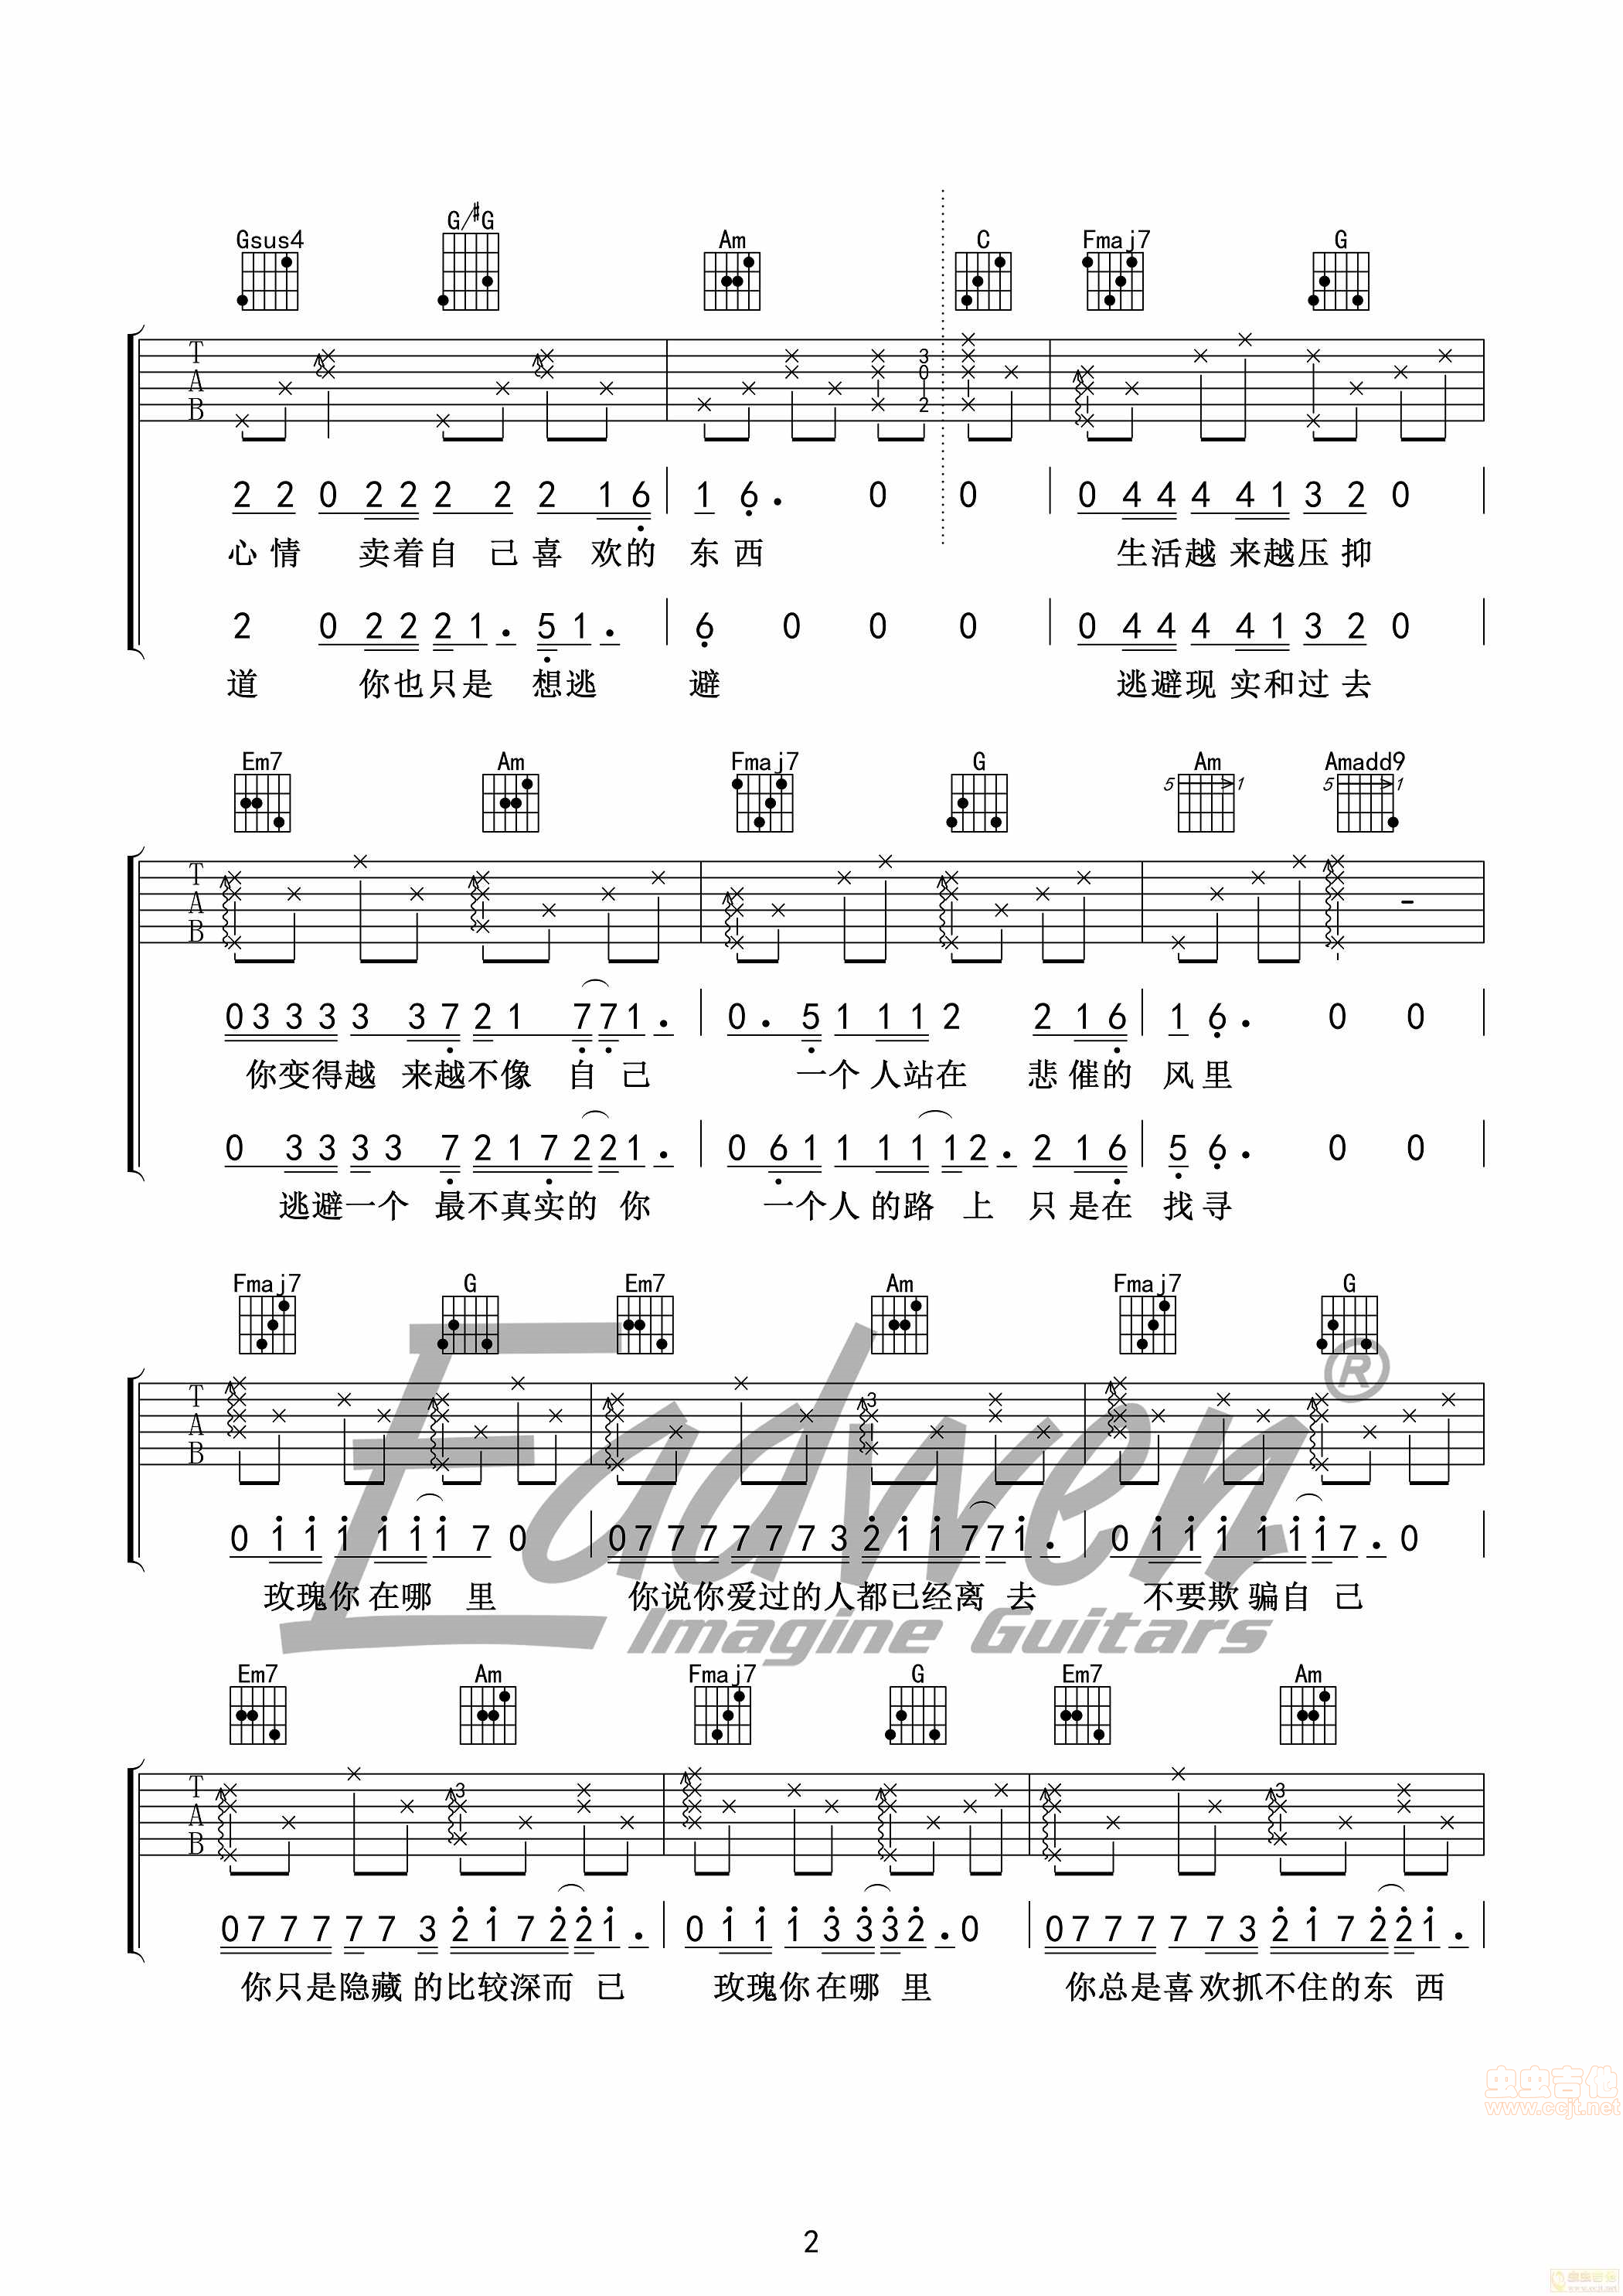 Gsus4 G/#G Am C Fmaj7 G
T
A
B
3
0
2
2 2 0 2 2 2 2 2 1 6 1 6. 0 0 0 4 4 4 4 1 3 2 0
心情 卖着自 己喜 欢的 东西 生活越 来越压 抑
2 0 2 2 2 1. 5 1. 6 0 0 0 0 4 4 4 4 1 3 2 0
道 你也只是 想逃 避 逃避现 实和过 去
Em7 Am Fmaj7 G Am Amadd9
5 1 5 1
T
A
B
-
0 3 3 3 3 3 7 2 1 7 7 1. 0. 5 1 1 1 2 2 1 6 1 6. 0 0
你变得越 来越不像 自 己 一个人站在 悲催的 风里
0 3 3 3 3 7 2 1 7 2 2 1. 0 6 1 1 1 1 1 2. 2 1 6 5 6. 0 0
逃避一个 最不真实的 你 一个人的路 上 只是在 找寻
Fmaj7 G Em7 Am Fmaj7 G
®
T
A
B
3
Eadwen
0 1 1 1 1 1 1 7 0 0 7 7 7 7 7 7 3 2 1 1 7 7 1. 0 1 1 1 1 1 1 7. 0
玫瑰你在哪 里 你说你爱过的人都已经离 去 不要欺 骗自 己
Imagine Guitars
Em7 Am Fmaj7 G Em7 Am
T
A
B
3 3
0 7 7 7 7 7 3 2 1 7 2 2 1. 0 1 1 1 3 3 3 2. 0 0 7 7 7 7 7 3 2 1 7 2 2 1.
你只是隐藏 的比较深而 已 玫瑰你在哪 里 你总是喜欢抓不住的东 西
虫虫吉他
www.ccjt.net
2